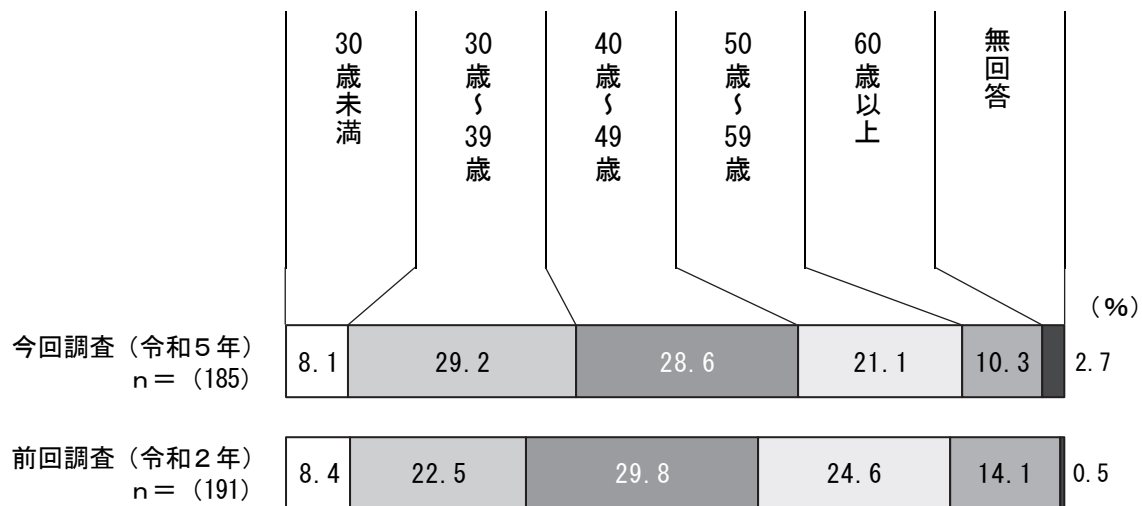 30歳未満
30歳～39歳
40歳～49歳
50歳～59歳
60歳以上
無回答
（％）
今回調査（令和５年）
ｎ＝（185）
8.1 29.2 28.6 21.1 10.3 2.7
前回調査（令和２年）
ｎ＝（191）
8.4 22.5 29.8 24.6 14.1 0.5